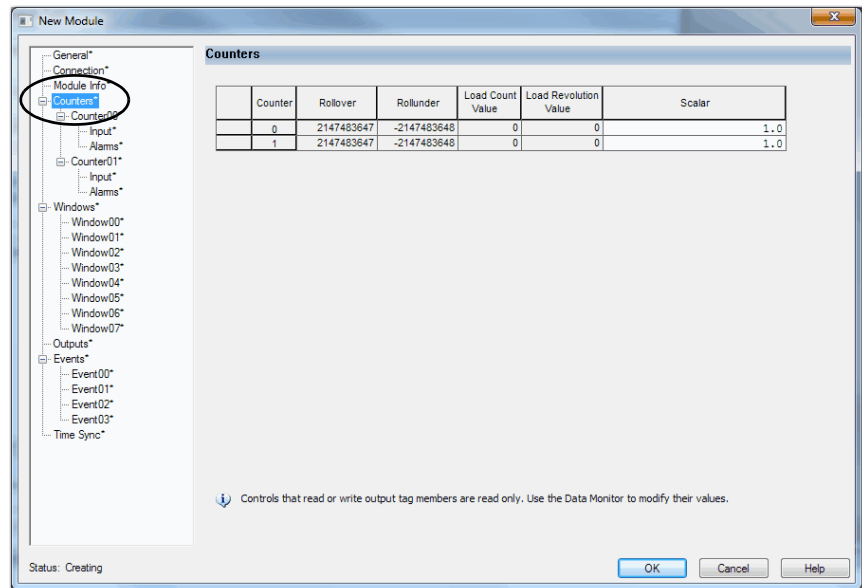 New Module
General*
Connection*
Module Info*
Counters*
Counter00*
Input*
Alarms*
Counter01*
Input*
Alarms*
Windows*
Window00*
Window01*
Window02*
Window03*
Window04*
Window05*
Window06*
Window07*
Outputs*
Events*
Event00*
Event01*
Event02*
Event03*
Time Sync*
Counters
Counter Rollover Rollunder Load Count Value Load Revolution Value Scalar
0 2147483647 -2147483648 0 0 1.0
1 2147483647 -2147483648 0 0 1.0
Controls that read or write output tag members are read only. Use the Data Monitor to modify their values.
Status: Creating
OK Cancel Help